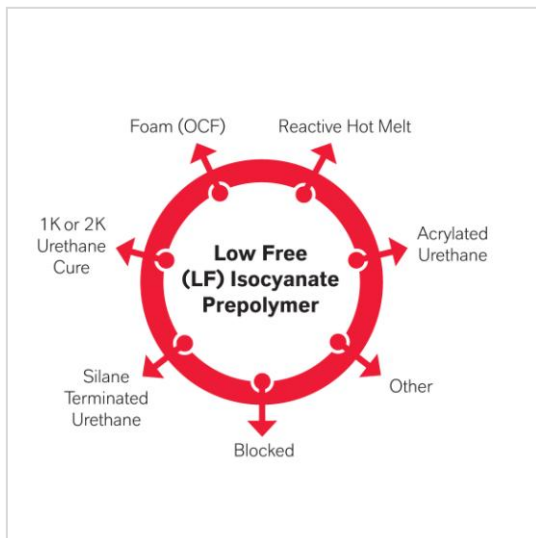 Foam (OCF)
Reactive Hot Melt
1K or 2K
Urethane
Cure
Low Free
(LF) Isocyanate
Prepolymer
Acrylated
Urethane
Silane
Terminated
Urethane
Other
Blocked